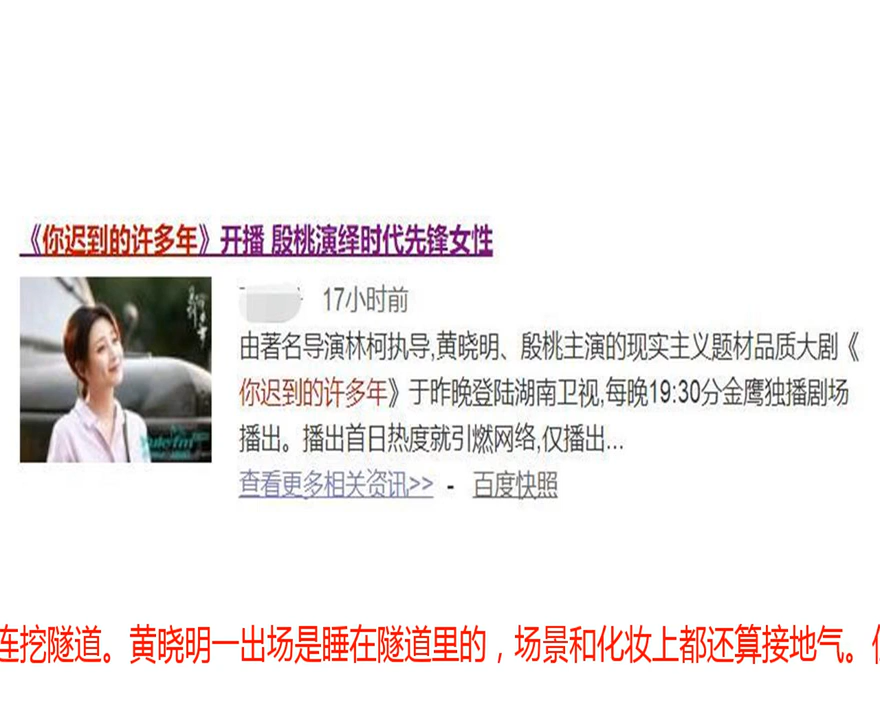 《你迟到的许多年》开播 殷桃演绎时代先锋女性
17小时前
由著名导演林柯执导,黄晓明、殷桃主演的现实主义题材品质大剧《
你迟到的许多年》于昨晚登陆湖南卫视,每晚19:30分金鹰独播剧场
播出。播出首日热度就引燃网络,仅播出...
查看更多相关资讯>> - 百度快照
连挖隧道。黄晓明一出场是睡在隧道里的，场景和化妆上都还算接地气。